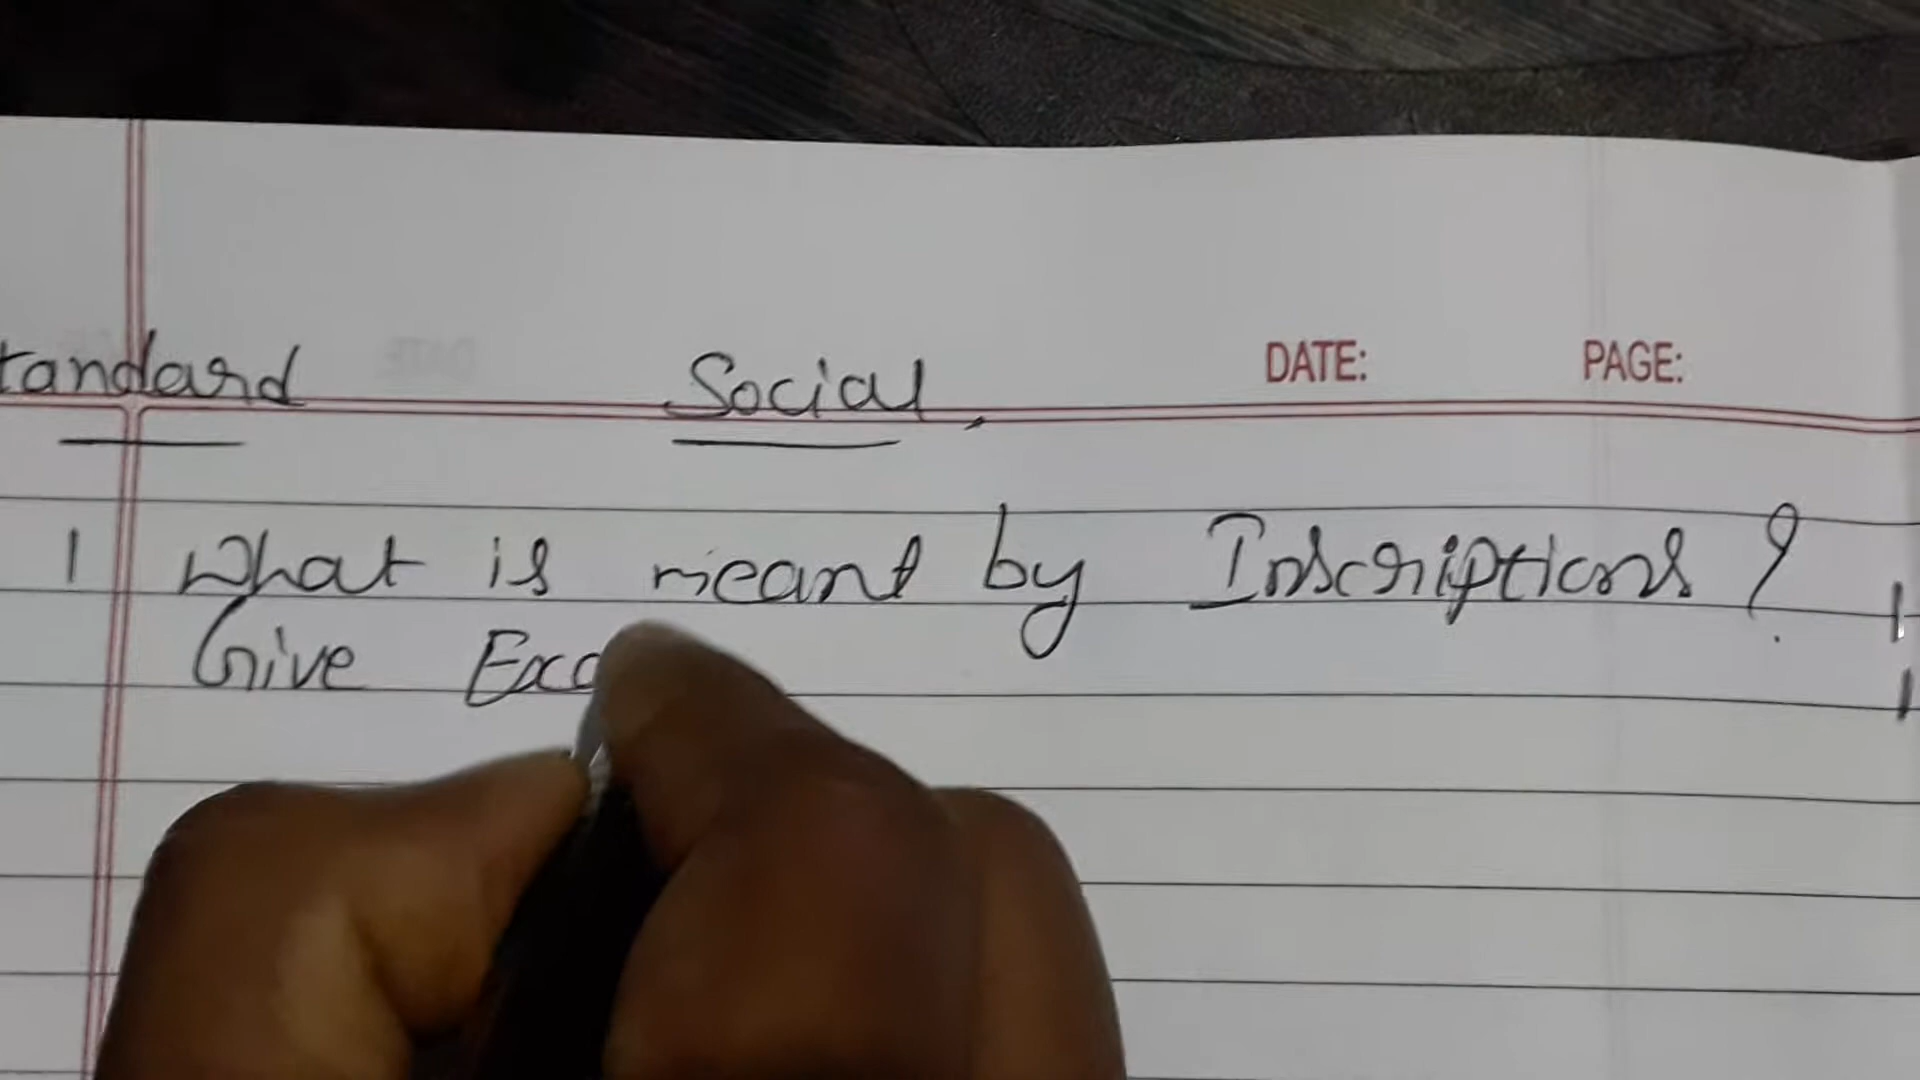 tandard Social, DATE: PAGE:
1 What is meant by Inscriptions ?
Give Exa